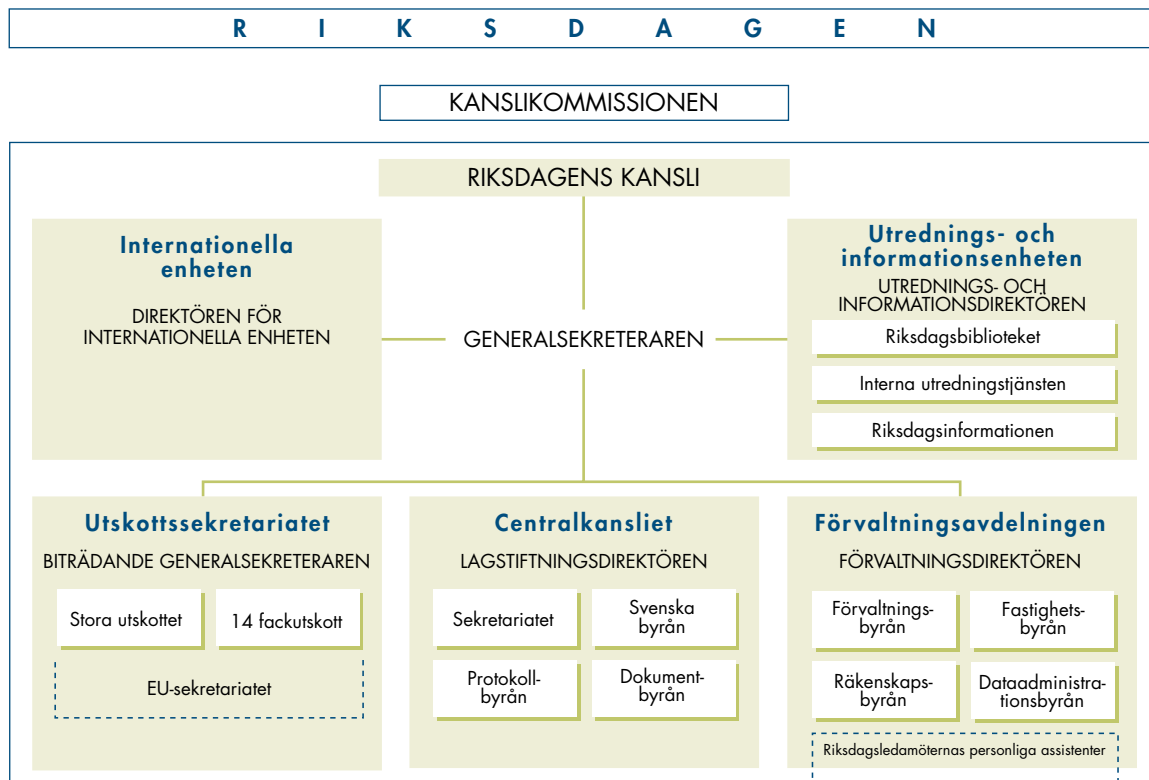 R I K S D A G E N
KANSLIKOMMISSIONEN
RIKSDAGENS KANSLI
Internationella
enheten
DIREKTÖREN FÖR
INTERNATIONELLA ENHETEN
GENERALSEKRETERAREN
Utrednings- och
informationsenheten
UTREDNINGS- OCH
INFORMATIONSDIREKTÖREN
Riksdagsbiblioteket
Interna utredningstjänsten
Riksdagsinformationen
Utskottssekretariatet
BITRÄDANDE GENERALSEKRETERAREN
Stora utskottet
14 fackutskott
EU-sekretariatet
Centralkansliet
LAGSTIFTNINGSDIREKTÖREN
Sekretariatet
Svenska
byrån
Protokoll-
byrån
Dokument-
byrån
Förvaltningsavdelningen
FÖRVALTNINGSDIREKTÖREN
Förvaltnings-
byrån
Fastighets-
byrån
Räkenskaps-
byrån
Dataadministra-
tionsbyrån
Riksdagsledamöternas personliga assistenter